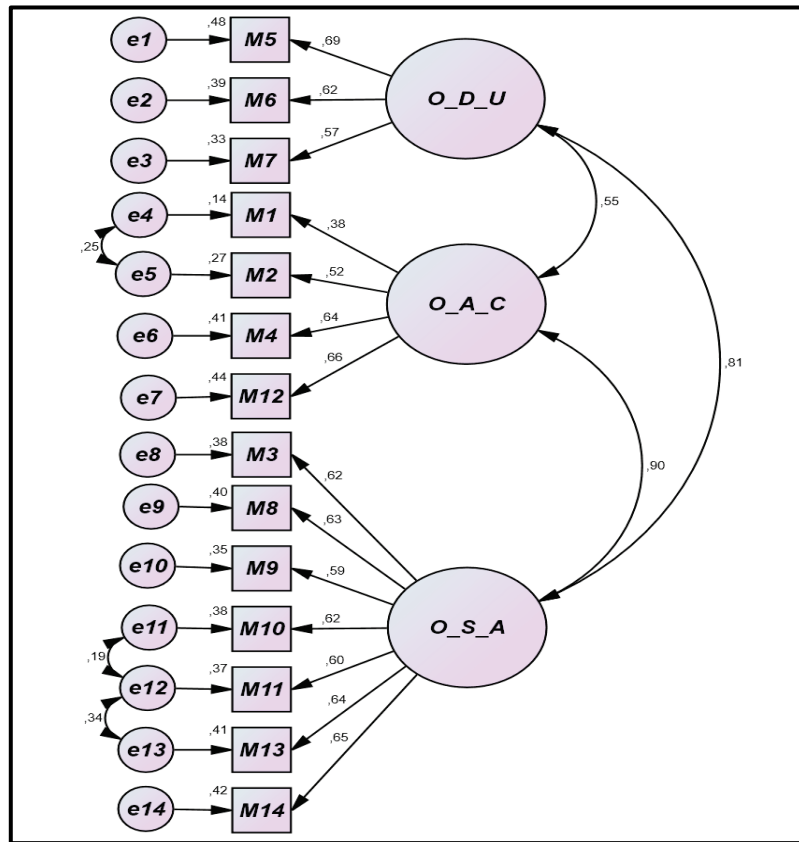 e1 ,48 M5 ,69
e2 ,39 M6 ,62 O_D_U
e3 ,33 M7 ,57
e4 ,14 M1 ,38 ,55
,25
e5 ,27 M2 ,52 O_A_C
e6 ,41 M4 ,64
,81
e7 ,44 M12 ,66
e8 ,38 M3 ,62 ,90
e9 ,40 M8 ,63
e10 ,35 M9 ,59
e11 ,38 M10 ,62 O_S_A
,19
e12 ,37 M11 ,60
,34
e13 ,41 M13 ,64
e14 ,42 M14 ,65